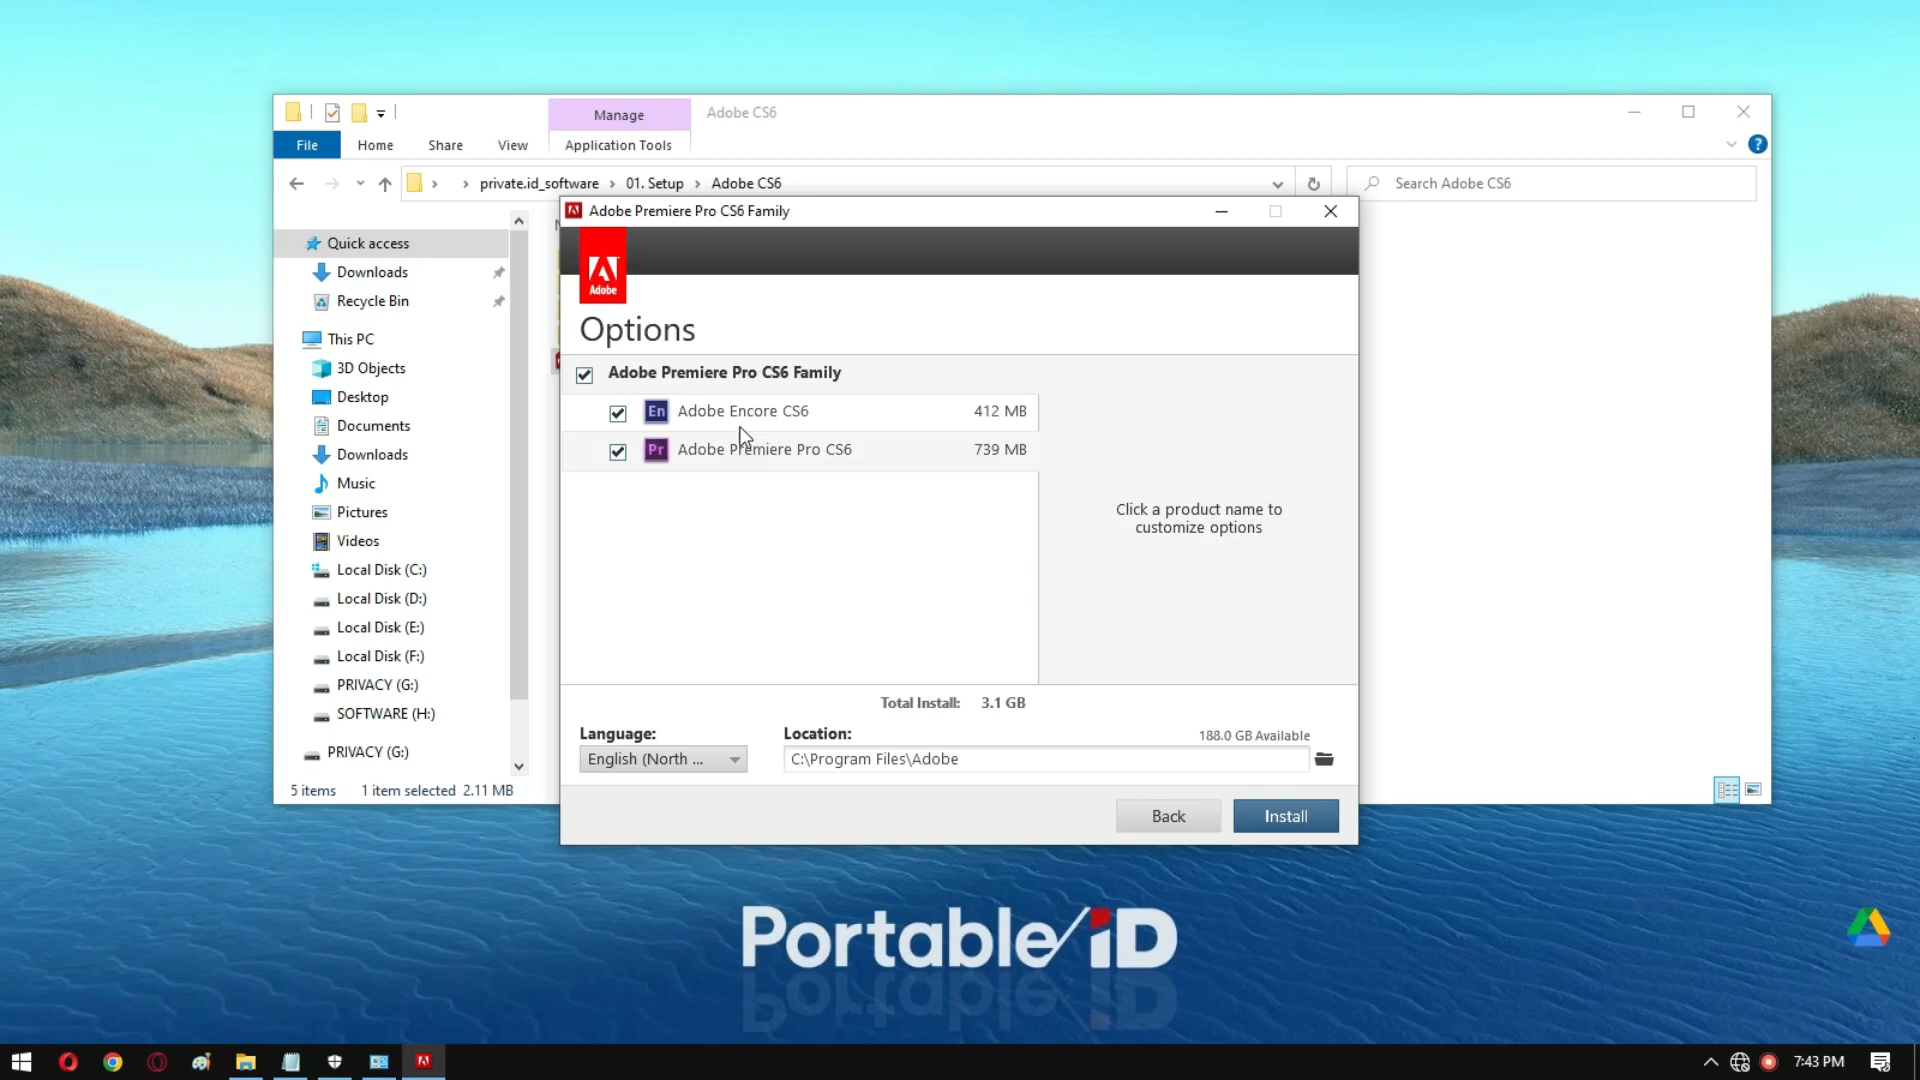 Manage
Adobe CS6
File
Home
Share
View
Application Tools
private.id_software
01. Setup
Adobe CS6
Search Adobe CS6
Adobe Premiere Pro CS6 Family
Adobe
Options
Quick access
Downloads
Recycle Bin
This PC
3D Objects
Desktop
Documents
Downloads
Music
Pictures
Videos
Local Disk (C:)
Local Disk (D:)
Local Disk (E:)
Local Disk (F:)
PRIVACY (G:)
SOFTWARE (H:)
PRIVACY (G:)
5 items
1 item selected 2.11 MB
Adobe Premiere Pro CS6 Family
En Adobe Encore CS6 412 MB
Pr Adobe Premiere Pro CS6 739 MB
Click a product name to
customize options
Total Install: 3.1 GB
Language:
English (North ...
Location:
188.0 GB Available
C:\Program Files\Adobe
Back
Install
Portable/iD
7:43 PM